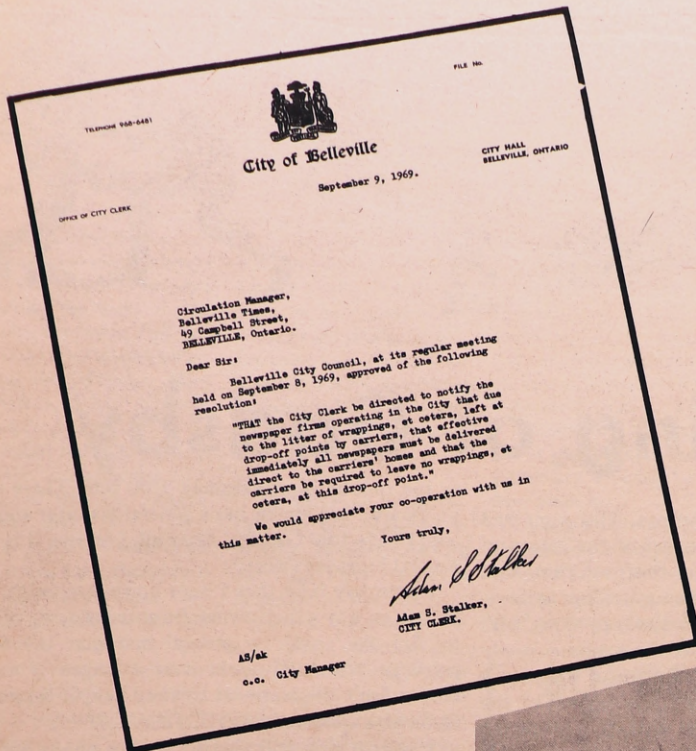 FILE No.
TELEPHONE 968-6481
City of Belleville
CITY HALL
BELLEVILLE, ONTARIO
September 9, 1969.
OFFICE OF CITY CLERK
Circulation Manager,
Belleville Times,
49 Campbell Street,
BELLEVILLE, Ontario.
Dear Sir:
Belleville City Council, at its regular meeting
held on September 8, 1969, approved of the following
resolution:
"THAT the City Clerk be directed to notify the
newspaper firms operating in the City that due
to the litter of wrappings, et cetera, left at
drop-off points by carriers, that effective
immediately all newspapers must be delivered
direct to the carriers' homes and that the
carriers be required to leave no wrappings, et
cetera, at this drop-off point."
We would appreciate your co-operation with us in
this matter.
Yours truly,
Adam S Stalker
Adam S. Stalker,
CITY CLERK.
AS/ak
c.c. City Manager